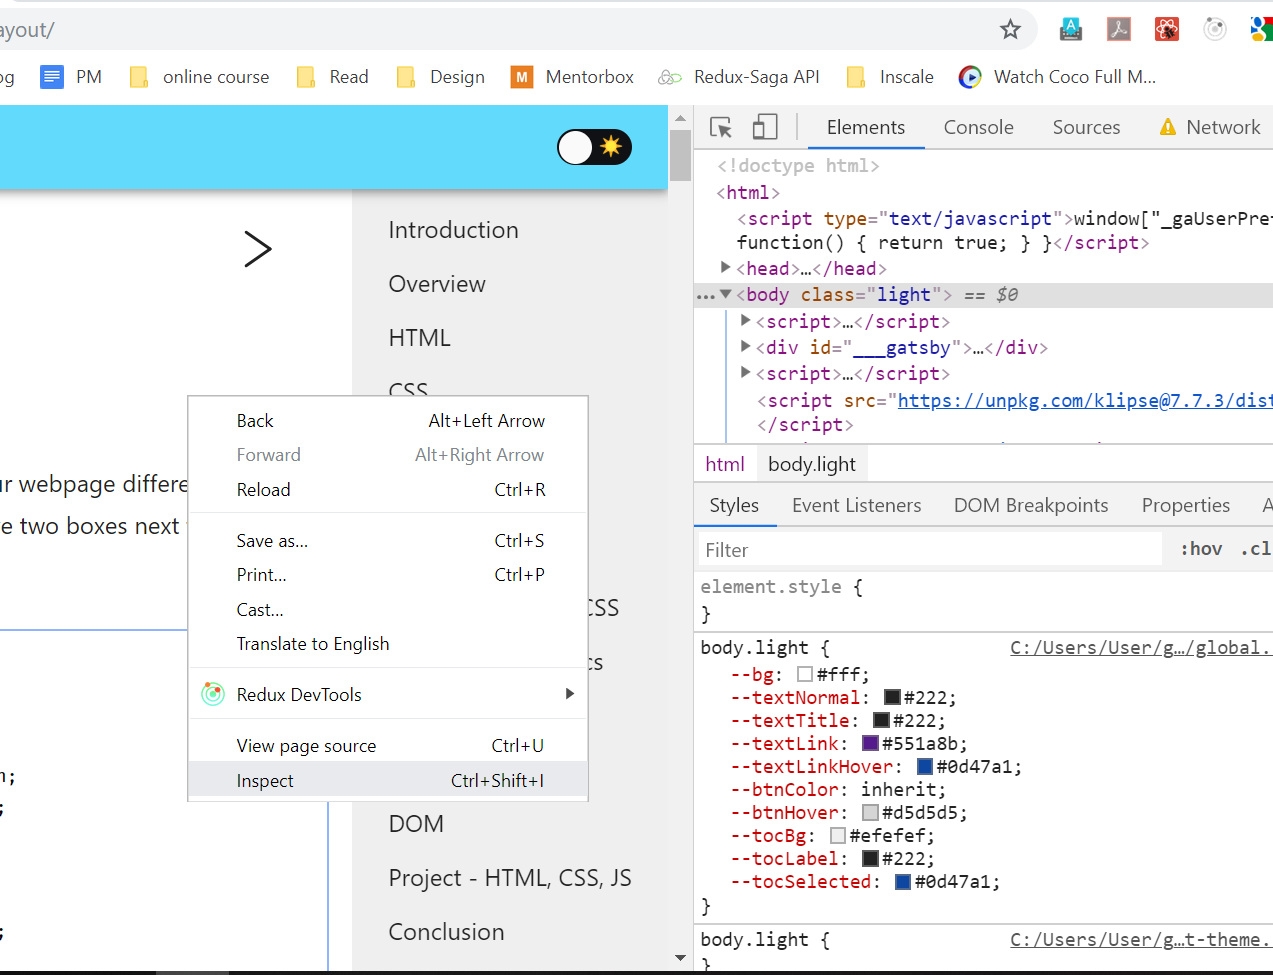 ayout/
og PM online course Read Design M Mentorbox Redux-Saga API Inscale Watch Coco Full M...
Elements Console Sources Network
<!doctype html>
<html>
<script type="text/javascript">window["_gaUserPre
function() { return true; } }</script>
<head>…</head>
…<body class="light"> == $0
<script>…</script>
<div id="___gatsby">…</div>
<script>…</script>
<script src="https://unpkg.com/klipse@7.7.3/dist
</script>
html body.light
Styles Event Listeners DOM Breakpoints Properties A
Filter :hov .cl
element.style {
}
body.light { C:/Users/User/g…/global.
--bg: #fff;
--textNormal: #222;
--textTitle: #222;
--textLink: #551a8b;
--textLinkHover: #0d47a1;
--btnColor: inherit;
--btnHover: #d5d5d5;
--tocBg: #efefef;
--tocLabel: #222;
--tocSelected: #0d47a1;
}
body.light { C:/Users/User/g…t-theme.
}
Introduction
Overview
HTML
CSS
CSS
cs
DOM
Project - HTML, CSS, JS
Conclusion
ur webpage differe
e two boxes next
n;
;
;
Back Alt+Left Arrow
Forward Alt+Right Arrow
Reload Ctrl+R
Save as... Ctrl+S
Print... Ctrl+P
Cast...
Translate to English
Redux DevTools
View page source Ctrl+U
Inspect Ctrl+Shift+I